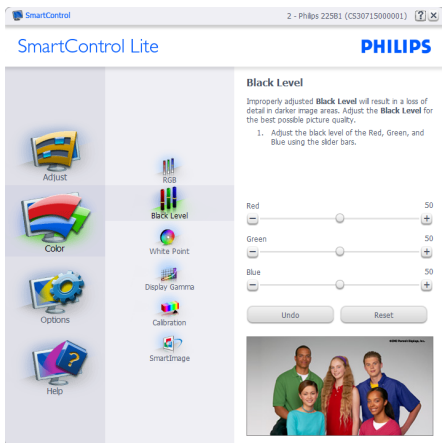 SmartControl
2 - Philips 225B1 (CS30715000001)
?
SmartControl Lite
PHILIPS
Adjust
Color
Options
Help
RGB
Black Level
White Point
Display Gamma
Calibration
SmartImage
Black Level
Improperly adjusted Black Level will result in a loss of
detail in darker image areas. Adjust the Black Level for
the best possible picture quality.
1. Adjust the black level of the Red, Green, and
Blue using the slider bars.
Red 50
Green 50
Blue 50
Undo Reset